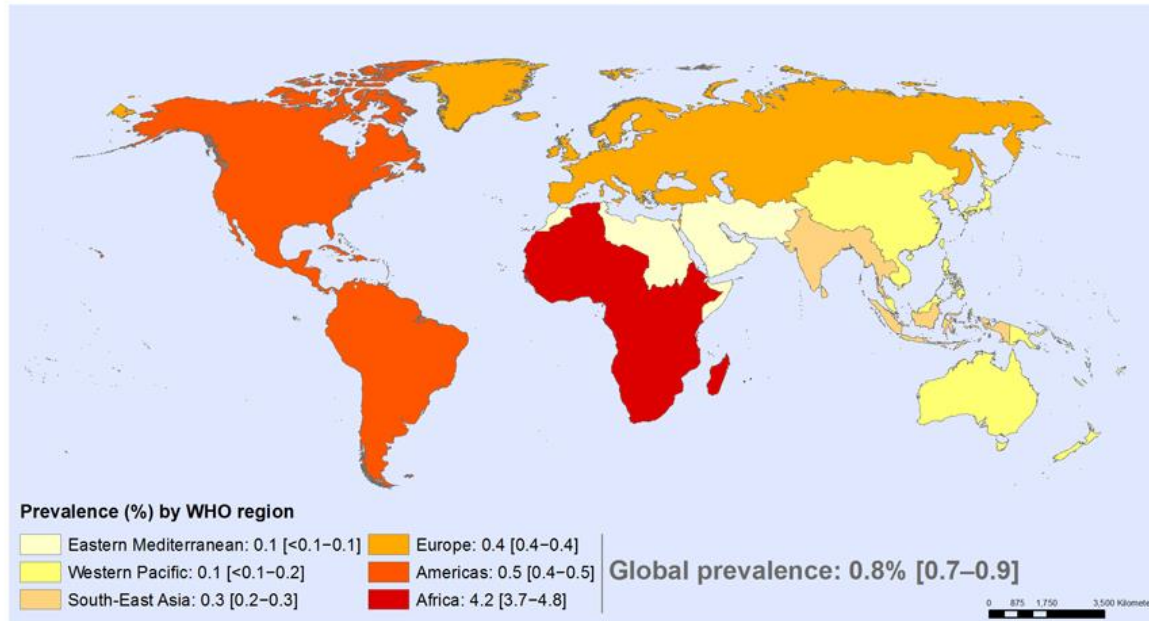 Prevalence (%) by WHO region
Eastern Mediterranean: 0.1 [<0.1–0.1]
Western Pacific: 0.1 [<0.1–0.2]
South-East Asia: 0.3 [0.2–0.3]
Europe: 0.4 [0.4–0.4]
Americas: 0.5 [0.4–0.5]
Africa: 4.2 [3.7–4.8]
Global prevalence: 0.8% [0.7–0.9]
0 875 1,750 3,500 Kilomete